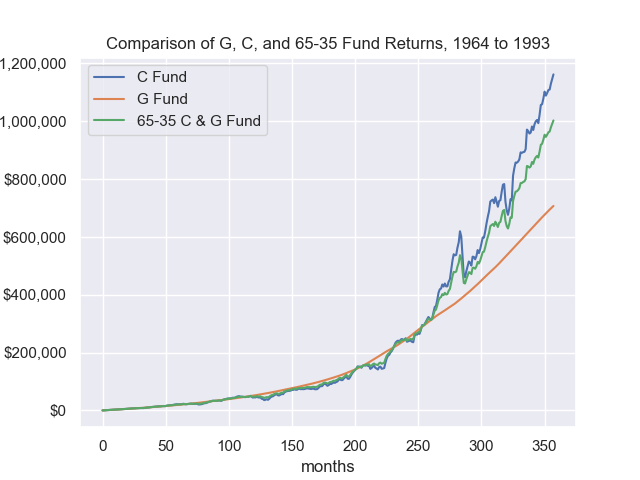 Comparison of G, C, and 65-35 Fund Returns, 1964 to 1993
C Fund
G Fund
65-35 C & G Fund
1,200,000
1,000,000
$800,000
$600,000
$400,000
$200,000
$0
0 50 100 150 200 250 300 350
months